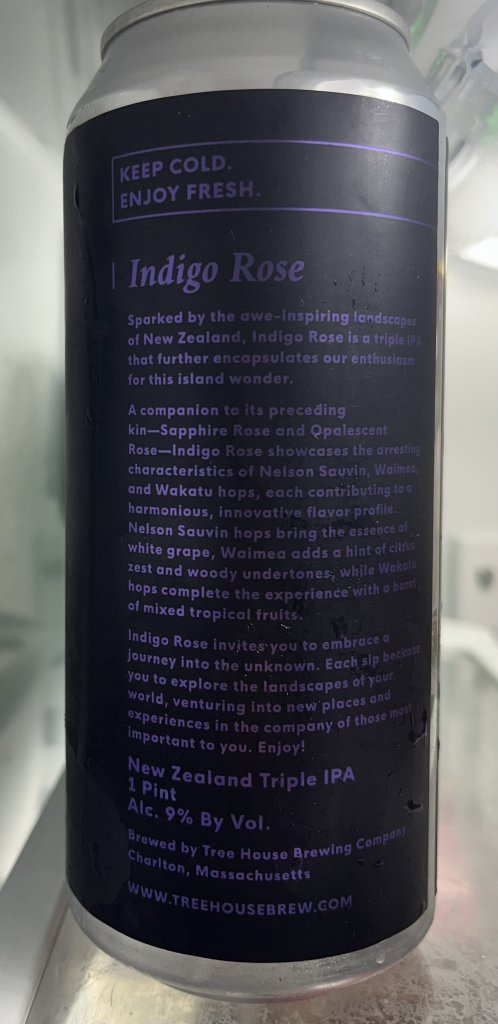 KEEP COLD.
ENJOY FRESH.
Indigo Rose
Sparked by the awe-inspiring landscapes
of New Zealand, Indigo Rose is a triple IPA
that further encapsulates our enthusiasm
for this island wonder.
A companion to its preceding
kin—Sapphire Rose and Opalescent
Rose—Indigo Rose showcases the arresting
characteristics of Nelson Sauvin, Waimea,
and Wakatu hops, each contributing to a
harmonious, innovative flavor profile.
Nelson Sauvin hops bring the essence of
white grape, Waimea adds a hint of citrus
zest and woody undertones, while Wakatu
hops complete the experience with a burst
of mixed tropical fruits.
Indigo Rose invites you to embrace a
journey into the unknown. Each sip beckons
you to explore the landscapes of your
world, venturing into new places and
experiences in the company of those most
important to you. Enjoy!
New Zealand Triple IPA
1 Pint
Alc. 9% By Vol.
Brewed by Tree House Brewing Company
Charlton, Massachusetts
WWW.TREEHOUSEBREW.COM